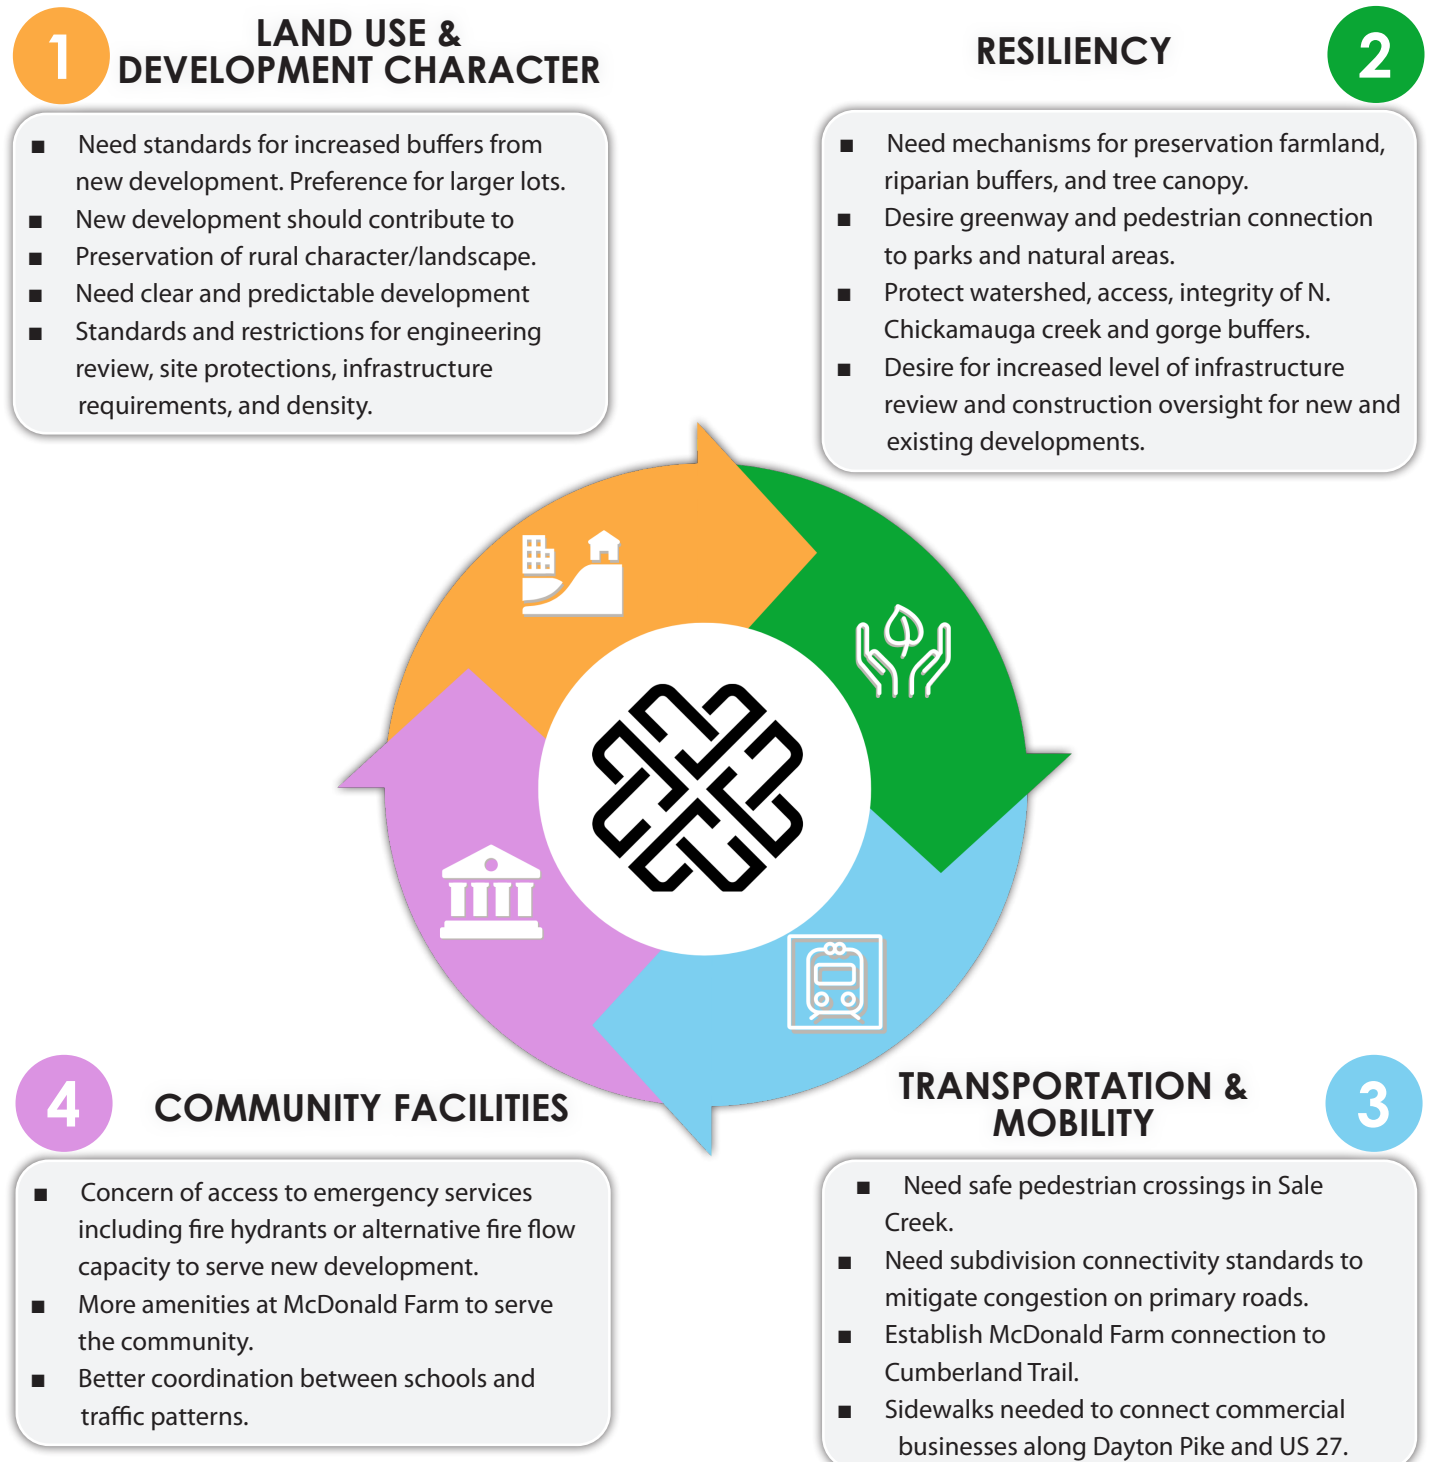 1
LAND USE &
DEVELOPMENT CHARACTER
■ Need standards for increased buffers from
new development. Preference for larger lots.
■ New development should contribute to
■ Preservation of rural character/landscape.
■ Need clear and predictable development
■ Standards and restrictions for engineering
review, site protections, infrastructure
requirements, and density.
RESILIENCY
2
■ Need mechanisms for preservation farmland,
riparian buffers, and tree canopy.
■ Desire greenway and pedestrian connection
to parks and natural areas.
■ Protect watershed, access, integrity of N.
Chickamauga creek and gorge buffers.
■ Desire for increased level of infrastructure
review and construction oversight for new and
existing developments.
4
COMMUNITY FACILITIES
■ Concern of access to emergency services
including fire hydrants or alternative fire flow
capacity to serve new development.
■ More amenities at McDonald Farm to serve
the community.
■ Better coordination between schools and
traffic patterns.
TRANSPORTATION &
MOBILITY
3
■ Need safe pedestrian crossings in Sale
Creek.
■ Need subdivision connectivity standards to
mitigate congestion on primary roads.
■ Establish McDonald Farm connection to
Cumberland Trail.
■ Sidewalks needed to connect commercial
businesses along Dayton Pike and US 27.